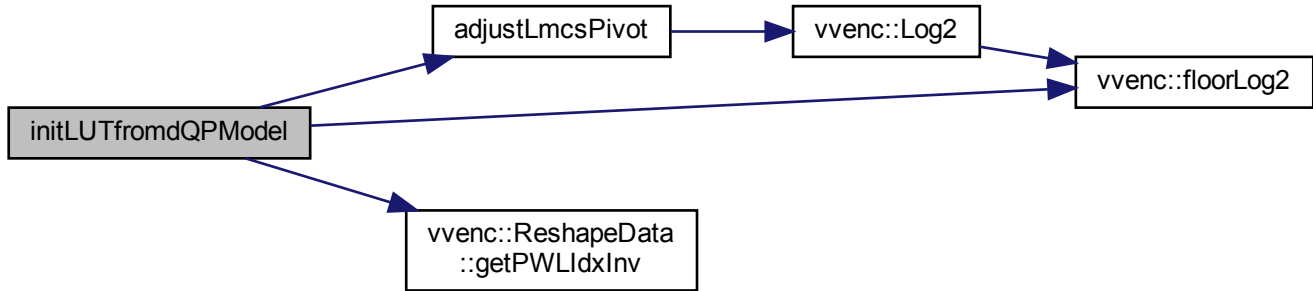 adjustLmcsPivot
vvenc::Log2
vvenc::floorLog2
initLUTfromdQPModel
vvenc::ReshapeData
::getPWLIdxInv